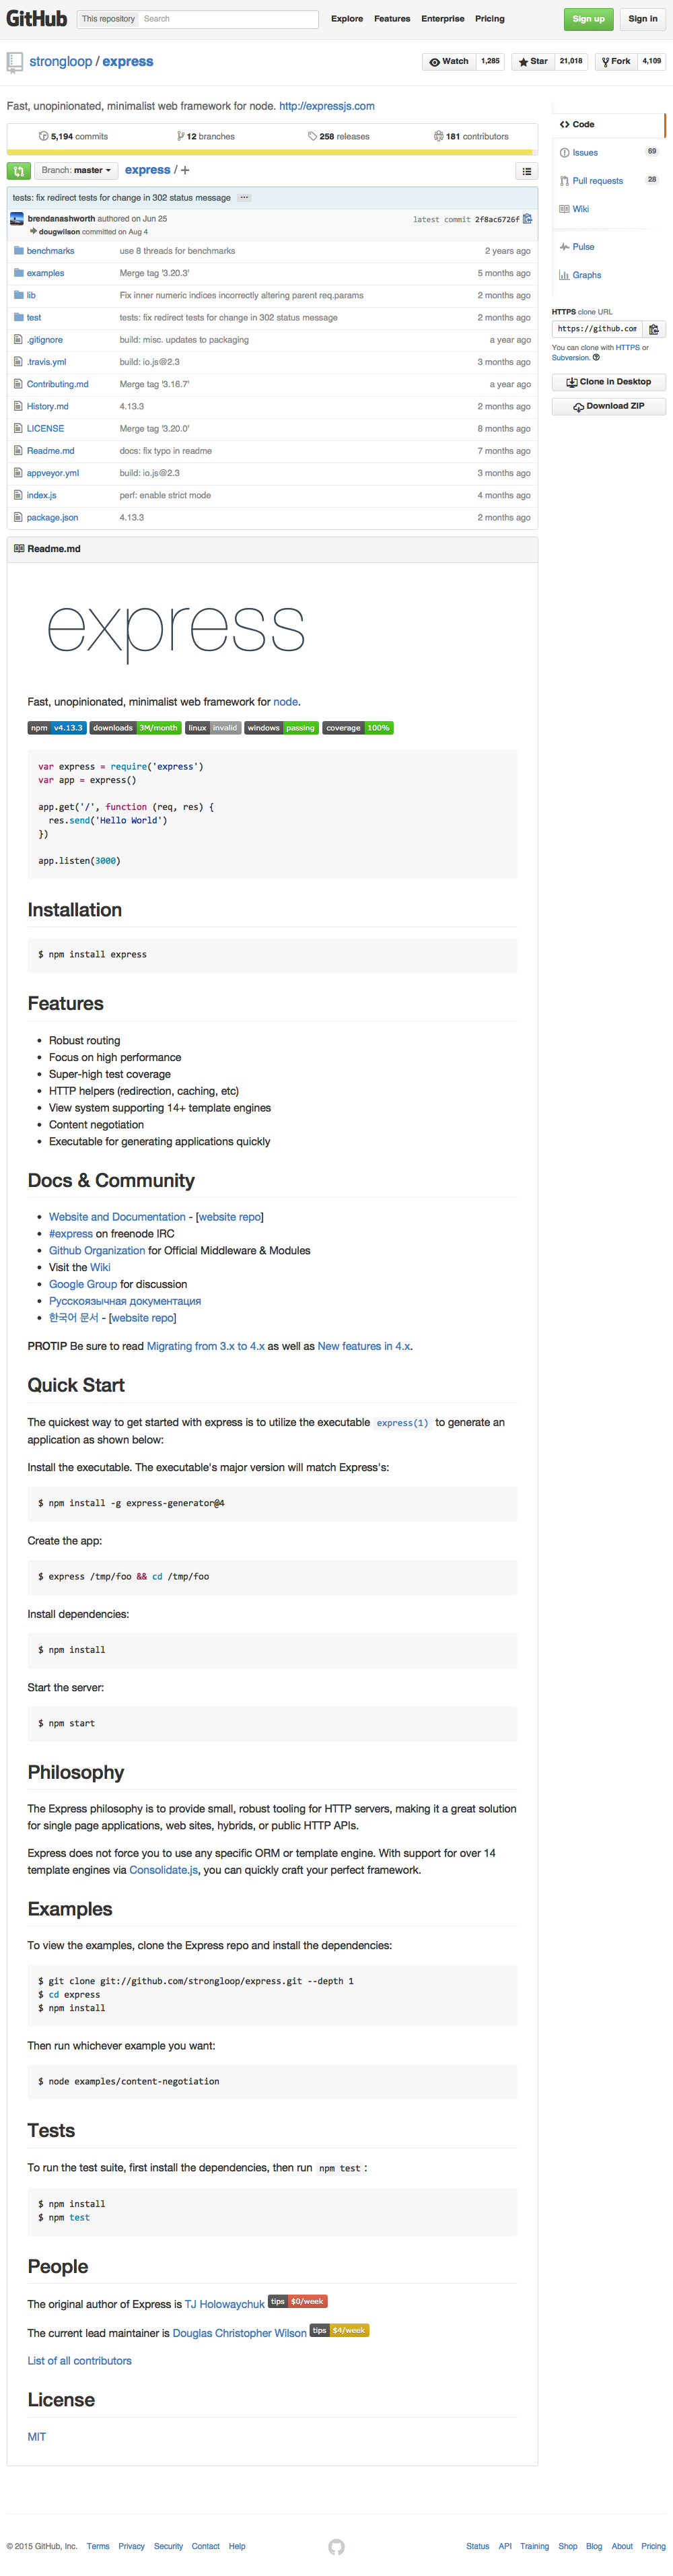 GitHub This repository Search Explore Features Enterprise Pricing Sign up Sign in
strongloop / express Watch 1,285 Star 21,018 Fork 4,109
Fast, unopinionated, minimalist web framework for node. http://expressjs.com
5,194 commits 12 branches 258 releases 181 contributors
Branch: master express / +
tests: fix redirect tests for change in 302 status message …
brendanashworth authored on Jun 25 latest commit 2f8ac6726f
dougwilson committed on Aug 4
benchmarks use 8 threads for benchmarks 2 years ago
examples Merge tag '3.20.3' 5 months ago
lib Fix inner numeric indices incorrectly altering parent req.params 2 months ago
test tests: fix redirect tests for change in 302 status message 2 months ago
.gitignore build: misc. updates to packaging a year ago
.travis.yml build: io.js@2.3 3 months ago
Contributing.md Merge tag '3.16.7' a year ago
History.md 4.13.3 2 months ago
LICENSE Merge tag '3.20.0' 8 months ago
Readme.md docs: fix typo in readme 7 months ago
appveyor.yml build: io.js@2.3 3 months ago
index.js perf: enable strict mode 4 months ago
package.json 4.13.3 2 months ago
Code
Issues 69
Pull requests 28
Wiki
Pulse
Graphs
HTTPS clone URL
https://github.com
You can clone with HTTPS or
Subversion.
Clone in Desktop
Download ZIP
Readme.md
express
Fast, unopinionated, minimalist web framework for node.
npm v4.13.3 downloads 3M/month linux invalid windows passing coverage 100%
var express = require('express')
var app = express()
app.get('/', function (req, res) {
res.send('Hello World')
})
app.listen(3000)
Installation
$ npm install express
Features
• Robust routing
• Focus on high performance
• Super-high test coverage
• HTTP helpers (redirection, caching, etc)
• View system supporting 14+ template engines
• Content negotiation
• Executable for generating applications quickly
Docs & Community
• Website and Documentation - [website repo]
• #express on freenode IRC
• Github Organization for Official Middleware & Modules
• Visit the Wiki
• Google Group for discussion
• Русскоязычная документация
• 한국어 문서 - [website repo]
PROTIP Be sure to read Migrating from 3.x to 4.x as well as New features in 4.x.
Quick Start
The quickest way to get started with express is to utilize the executable express(1) to generate an
application as shown below:
Install the executable. The executable's major version will match Express's:
$ npm install -g express-generator@4
Create the app:
$ express /tmp/foo && cd /tmp/foo
Install dependencies:
$ npm install
Start the server:
$ npm start
Philosophy
The Express philosophy is to provide small, robust tooling for HTTP servers, making it a great solution
for single page applications, web sites, hybrids, or public HTTP APIs.
Express does not force you to use any specific ORM or template engine. With support for over 14
template engines via Consolidate.js, you can quickly craft your perfect framework.
Examples
To view the examples, clone the Express repo and install the dependencies:
$ git clone git://github.com/strongloop/express.git --depth 1
$ cd express
$ npm install
Then run whichever example you want:
$ node examples/content-negotiation
Tests
To run the test suite, first install the dependencies, then run npm test :
$ npm install
$ npm test
People
The original author of Express is TJ Holowaychuk tips $0/week
The current lead maintainer is Douglas Christopher Wilson tips $4/week
List of all contributors
License
MIT
© 2015 GitHub, Inc. Terms Privacy Security Contact Help Status API Training Shop Blog About Pricing